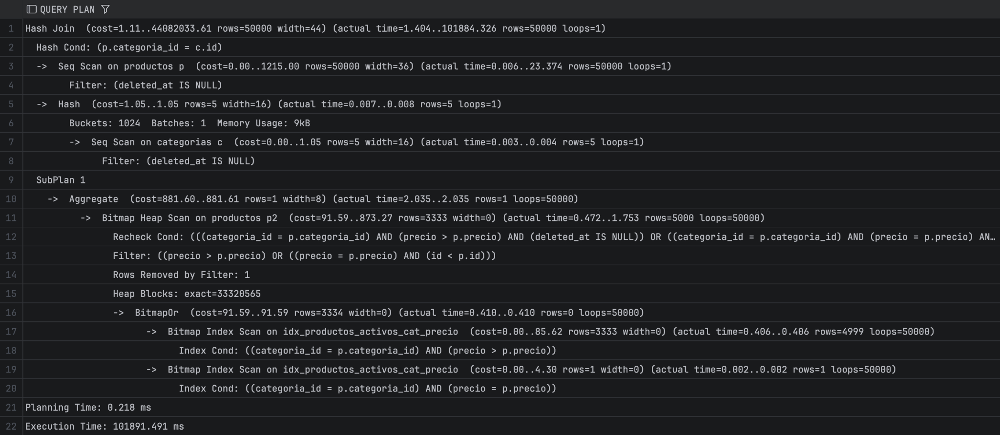 QUERY PLAN
1 Hash Join (cost=1.11..44082033.61 rows=50000 width=44) (actual time=1.404..101884.326 rows=50000 loops=1)
2 Hash Cond: (p.categoria_id = c.id)
3 -> Seq Scan on productos p (cost=0.00..1215.00 rows=50000 width=36) (actual time=0.006..23.374 rows=50000 loops=1)
4 Filter: (deleted_at IS NULL)
5 -> Hash (cost=1.05..1.05 rows=5 width=16) (actual time=0.007..0.008 rows=5 loops=1)
6 Buckets: 1024 Batches: 1 Memory Usage: 9kB
7 -> Seq Scan on categorias c (cost=0.00..1.05 rows=5 width=16) (actual time=0.003..0.004 rows=5 loops=1)
8 Filter: (deleted_at IS NULL)
9 SubPlan 1
10 -> Aggregate (cost=881.60..881.61 rows=1 width=8) (actual time=2.035..2.035 rows=1 loops=50000)
11 -> Bitmap Heap Scan on productos p2 (cost=91.59..873.27 rows=3333 width=0) (actual time=0.472..1.753 rows=5000 loops=50000)
12 Recheck Cond: (((categoria_id = p.categoria_id) AND (precio > p.precio) AND (deleted_at IS NULL)) OR ((categoria_id = p.categoria_id) AND (precio = p.precio) AN…
13 Filter: ((precio > p.precio) OR ((precio = p.precio) AND (id < p.id)))
14 Rows Removed by Filter: 1
15 Heap Blocks: exact=33320565
16 -> BitmapOr (cost=91.59..91.59 rows=3334 width=0) (actual time=0.410..0.410 rows=0 loops=50000)
17 -> Bitmap Index Scan on idx_productos_activos_cat_precio (cost=0.00..85.62 rows=3333 width=0) (actual time=0.406..0.406 rows=4999 loops=50000)
18 Index Cond: ((categoria_id = p.categoria_id) AND (precio > p.precio))
19 -> Bitmap Index Scan on idx_productos_activos_cat_precio (cost=0.00..4.30 rows=1 width=0) (actual time=0.002..0.002 rows=1 loops=50000)
20 Index Cond: ((categoria_id = p.categoria_id) AND (precio = p.precio))
21 Planning Time: 0.218 ms
22 Execution Time: 101891.491 ms